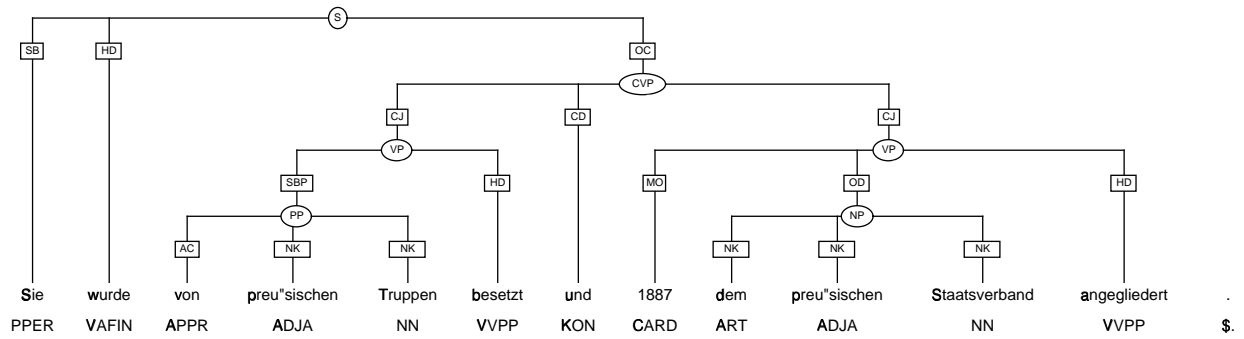 S
SB HD OC
CVP
CJ CD CJ
VP VP
SBP HD MO OD HD
PP NP
AC NK NK NK NK NK
Sie wurde von preu"sischen Truppen besetzt und 1887 dem preu"sischen Staatsverband angegliedert .
PPER VAFIN APPR ADJA NN VVPP KON CARD ART ADJA NN VVPP $.